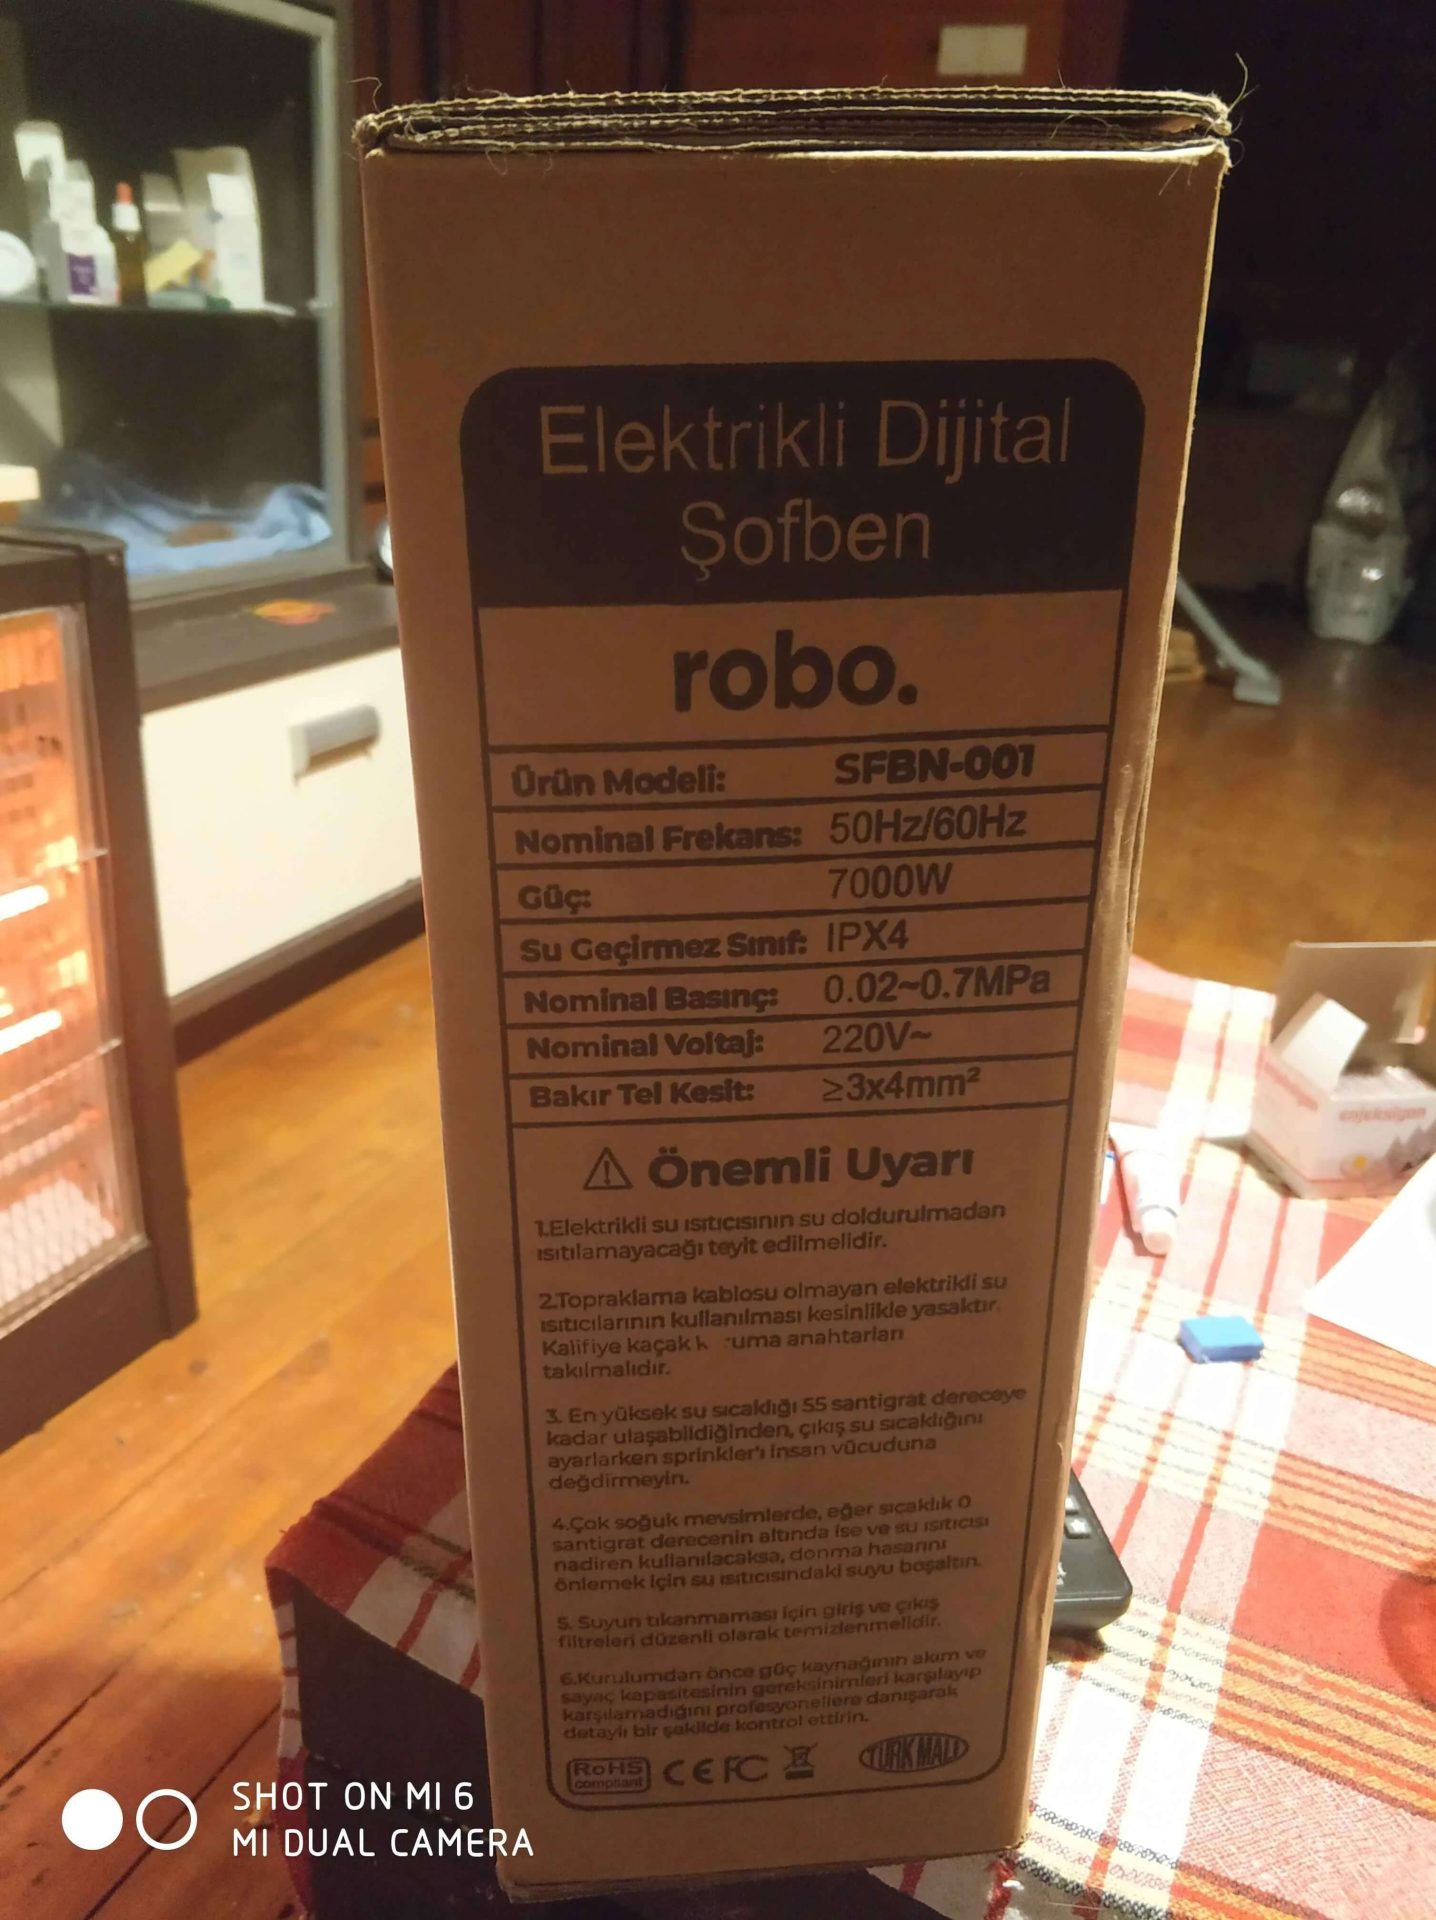 Elektrikli Dijital
Şofben
robo.
Ürün Modeli: SFBN-001
Nominal Frekans: 50Hz/60Hz
Güç: 7000W
Su Geçirmez Sınıf: IPX4
Nominal Basınç: 0.02~0.7MPa
Nominal Voltaj: 220V~
Bakır Tel Kesit: ≥3x4mm²
Önemli Uyarı
1.Elektrikli su ısıtıcısının su doldurulmadan
ısıtılamayacağı teyit edilmelidir.
2.Topraklama kablosu olmayan elektrikli su
ısıtıcılarının kullanılması kesinlikle yasaktır.
Kalifiye kaçak k uma anahtarları
takılmalıdır.
3. En yüksek su sıcaklığı 55 santigrat dereceye
kadar ulaşabildiğinden, çıkış su sıcaklığını
ayarlarken sprinkler'ı insan vücuduna
değdirmeyin.
4.Çok soğuk mevsimlerde, eğer sıcaklık 0
santigrat derecenin altında ise ve su ısıtıcısı
nadiren kullanılacaksa, donma hasarını
önlemek için su ısıtıcısındaki suyu boşaltın.
5. Suyun tıkanmaması için giriş ve çıkış
filtreleri düzenli olarak temizlenmelidir.
6.Kurulumdan önce güç kaynağının akım ve
sayaç kapasitesinin gereksinimleri karşılayıp
karşılamadığını profesyonellere danışarak
detaylı bir şekilde kontrol ettirin.
RoHS
compliant
CE FC
TÜRK MALI
enjeksiyon
SHOT ON MI 6
MI DUAL CAMERA